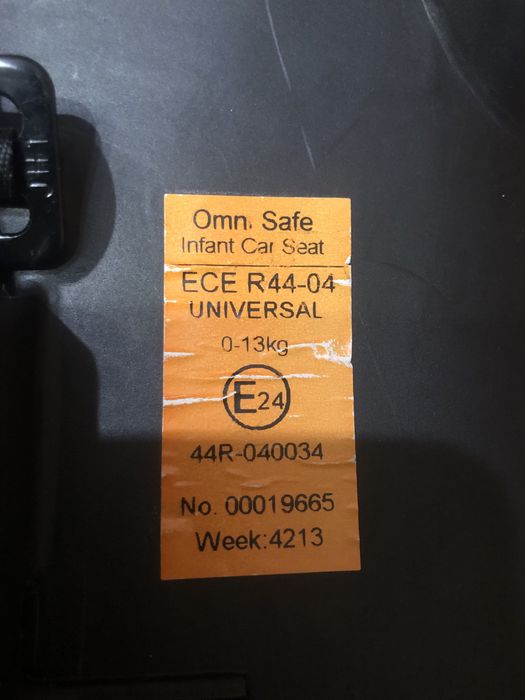 Omni Safe
Infant Car Seat
ECE R44-04
UNIVERSAL
0-13kg
E24
44R-040034
No. 00019665
Week:4213